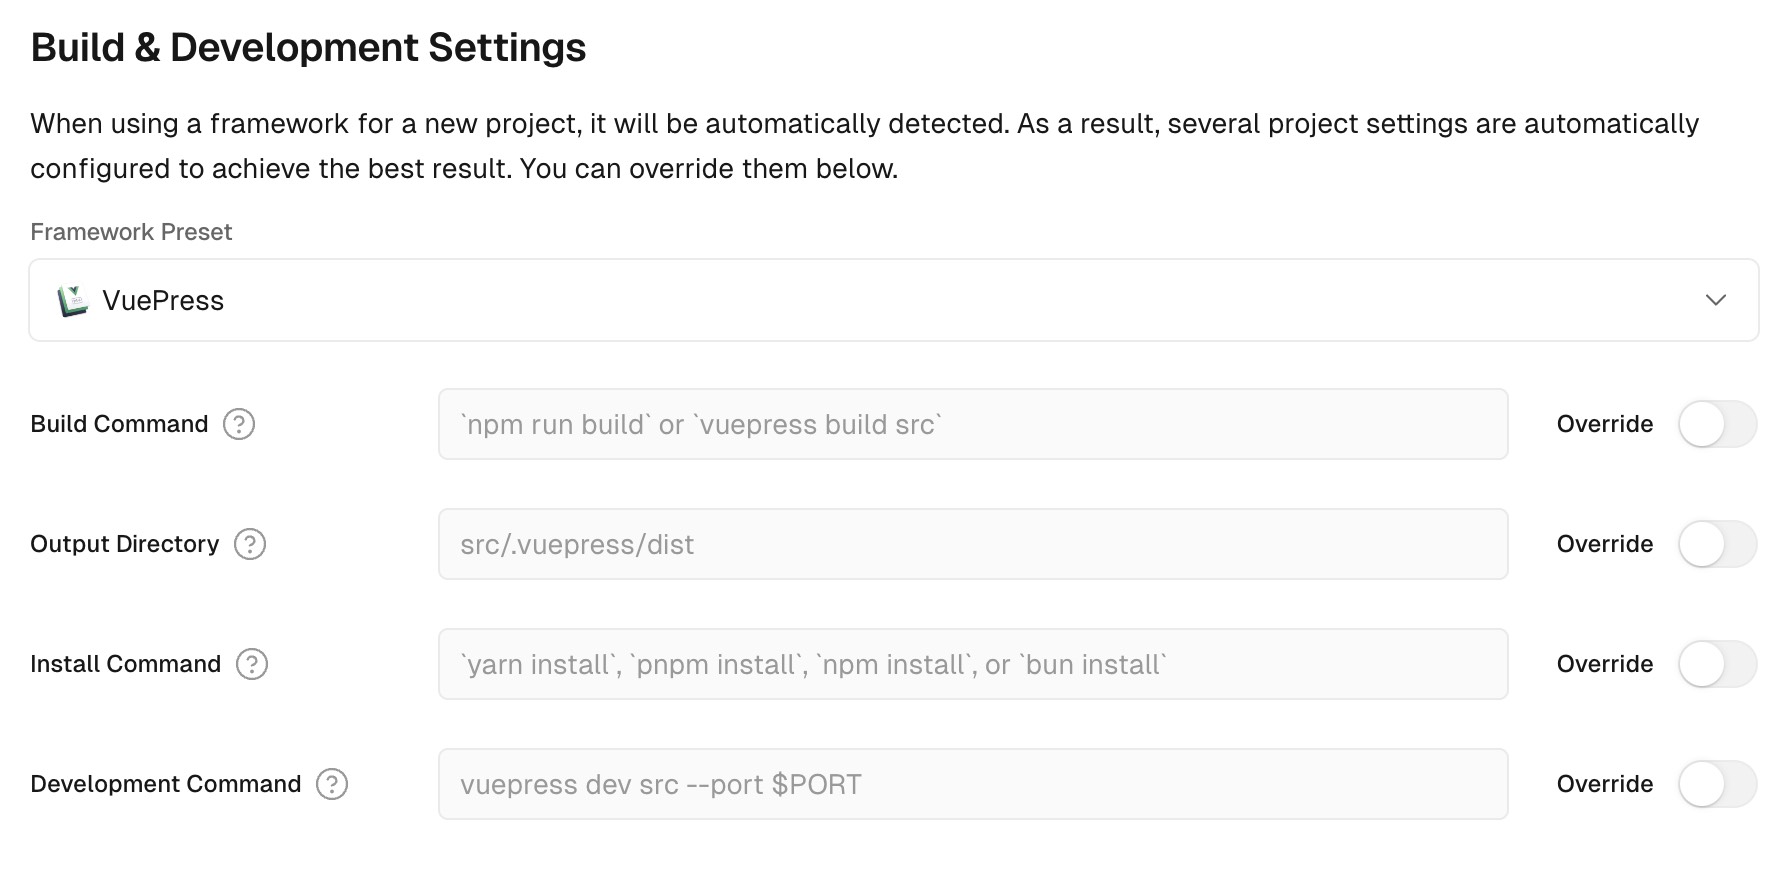 Build & Development Settings
When using a framework for a new project, it will be automatically detected. As a result, several project settings are automatically
configured to achieve the best result. You can override them below.
Framework Preset
VuePress
Build Command ?
`npm run build` or `vuepress build src`
Override
Output Directory ?
src/.vuepress/dist
Override
Install Command ?
`yarn install`, `pnpm install`, `npm install`, or `bun install`
Override
Development Command ?
vuepress dev src --port $PORT
Override